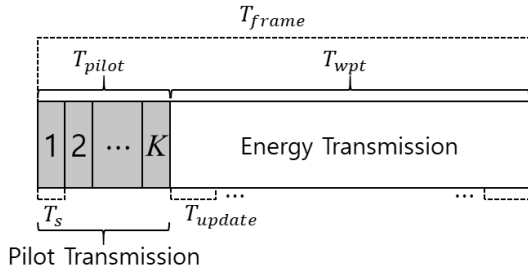 T_frame
T_pilot T_wpt
1 2 ⋯ K Energy Transmission
T_s T_update ⋯ ⋯
Pilot Transmission